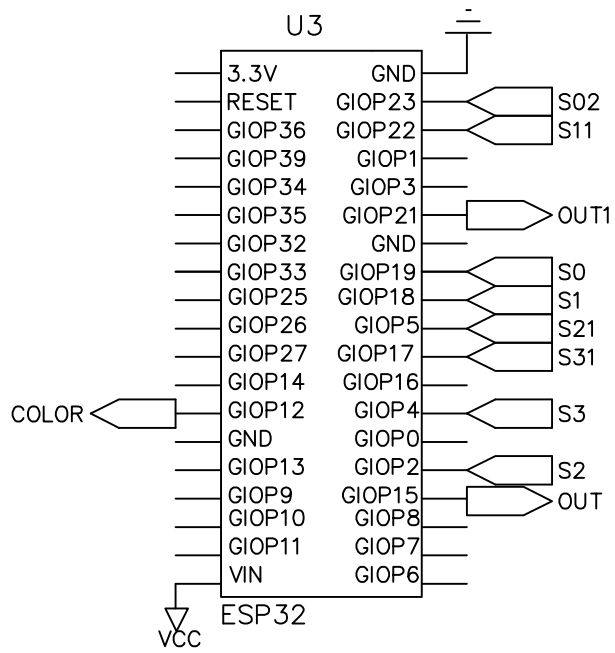 U3
3.3V GND
RESET GIOP23 S02
GIOP36 GIOP22 S11
GIOP39 GIOP1
GIOP34 GIOP3
GIOP35 GIOP21 OUT1
GIOP32 GND
GIOP33 GIOP19 S0
GIOP25 GIOP18 S1
GIOP26 GIOP5 S21
GIOP27 GIOP17 S31
GIOP14 GIOP16
COLOR GIOP12 GIOP4 S3
GND GIOP0
GIOP13 GIOP2 S2
GIOP9 GIOP15 OUT
GIOP10 GIOP8
GIOP11 GIOP7
VIN GIOP6
ESP32
VCC